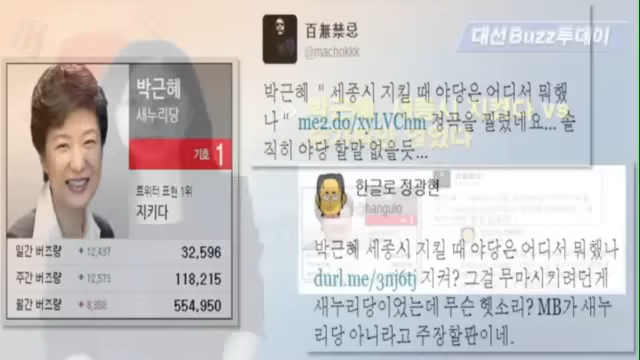 대선Buzz투데이
박근혜
새누리당
기호 1
트위터 표현 1위
지키다
일간 버즈량 12,437 32,596
주간 버즈량 12,573 118,215
월간 버즈량 8,358 554,950
百無禁忌
@machokkk
박근혜 " 세종시 지킬 때 야당은 어디서 뭐했
나" me2.do/xyLVChm 정곡을 찔렀네요... 솔
직히 야당 할말 없을듯...
한글로 정광현
@hangulo
박근혜 세종시 지킬 때 야당은 어디서 뭐했나
durl.me/3nj6tj 지켜? 그걸 무마시키려던게
새누리당이었는데 무슨 헷소리? MB가 새누
리당 아니라고 주장할판이네.